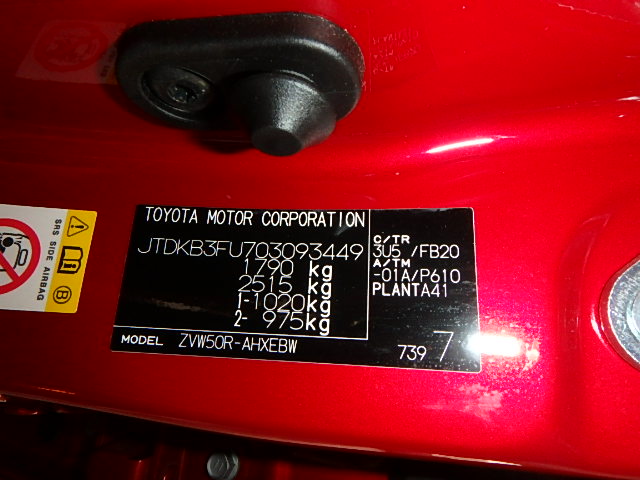 TOYOTA MOTOR CORPORATION
JTDKB3FU703093449
1790 kg
2515 kg
1-1020kg
2- 975kg
C/TR
3U5 /FB20
A/TM
-01A/P610
PLANTA41
MODEL ZVW50R-AHXEBW
739 7
SRS SIDE AIRBAG
B